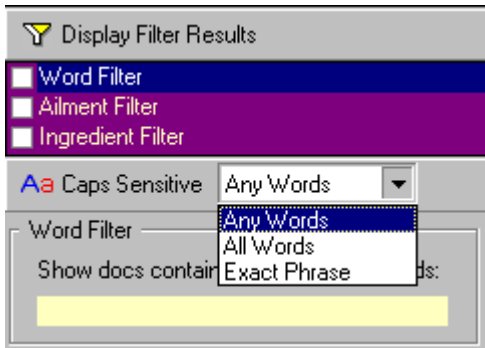 Display Filter Results
Word Filter
Ailment Filter
Ingredient Filter
Aa Caps Sensitive Any Words
Any Words
Word Filter
All Words
Show docs contain Exact Phrase ds: